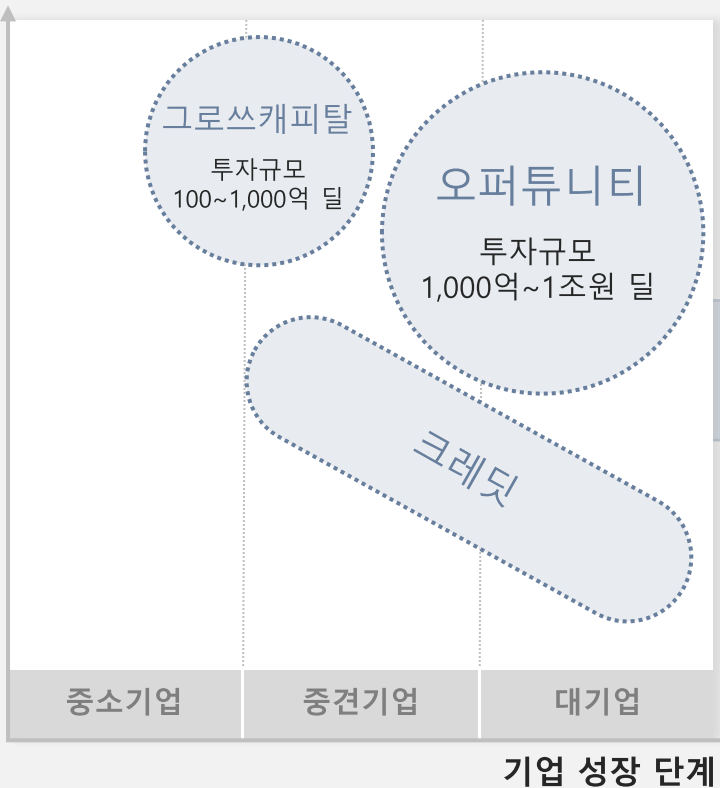 그로쓰캐피탈
투자규모
100~1,000억 딜
오퍼튜니티
투자규모
1,000억~1조원 딜
크레딧
중소기업
중견기업
대기업
기업 성장 단계